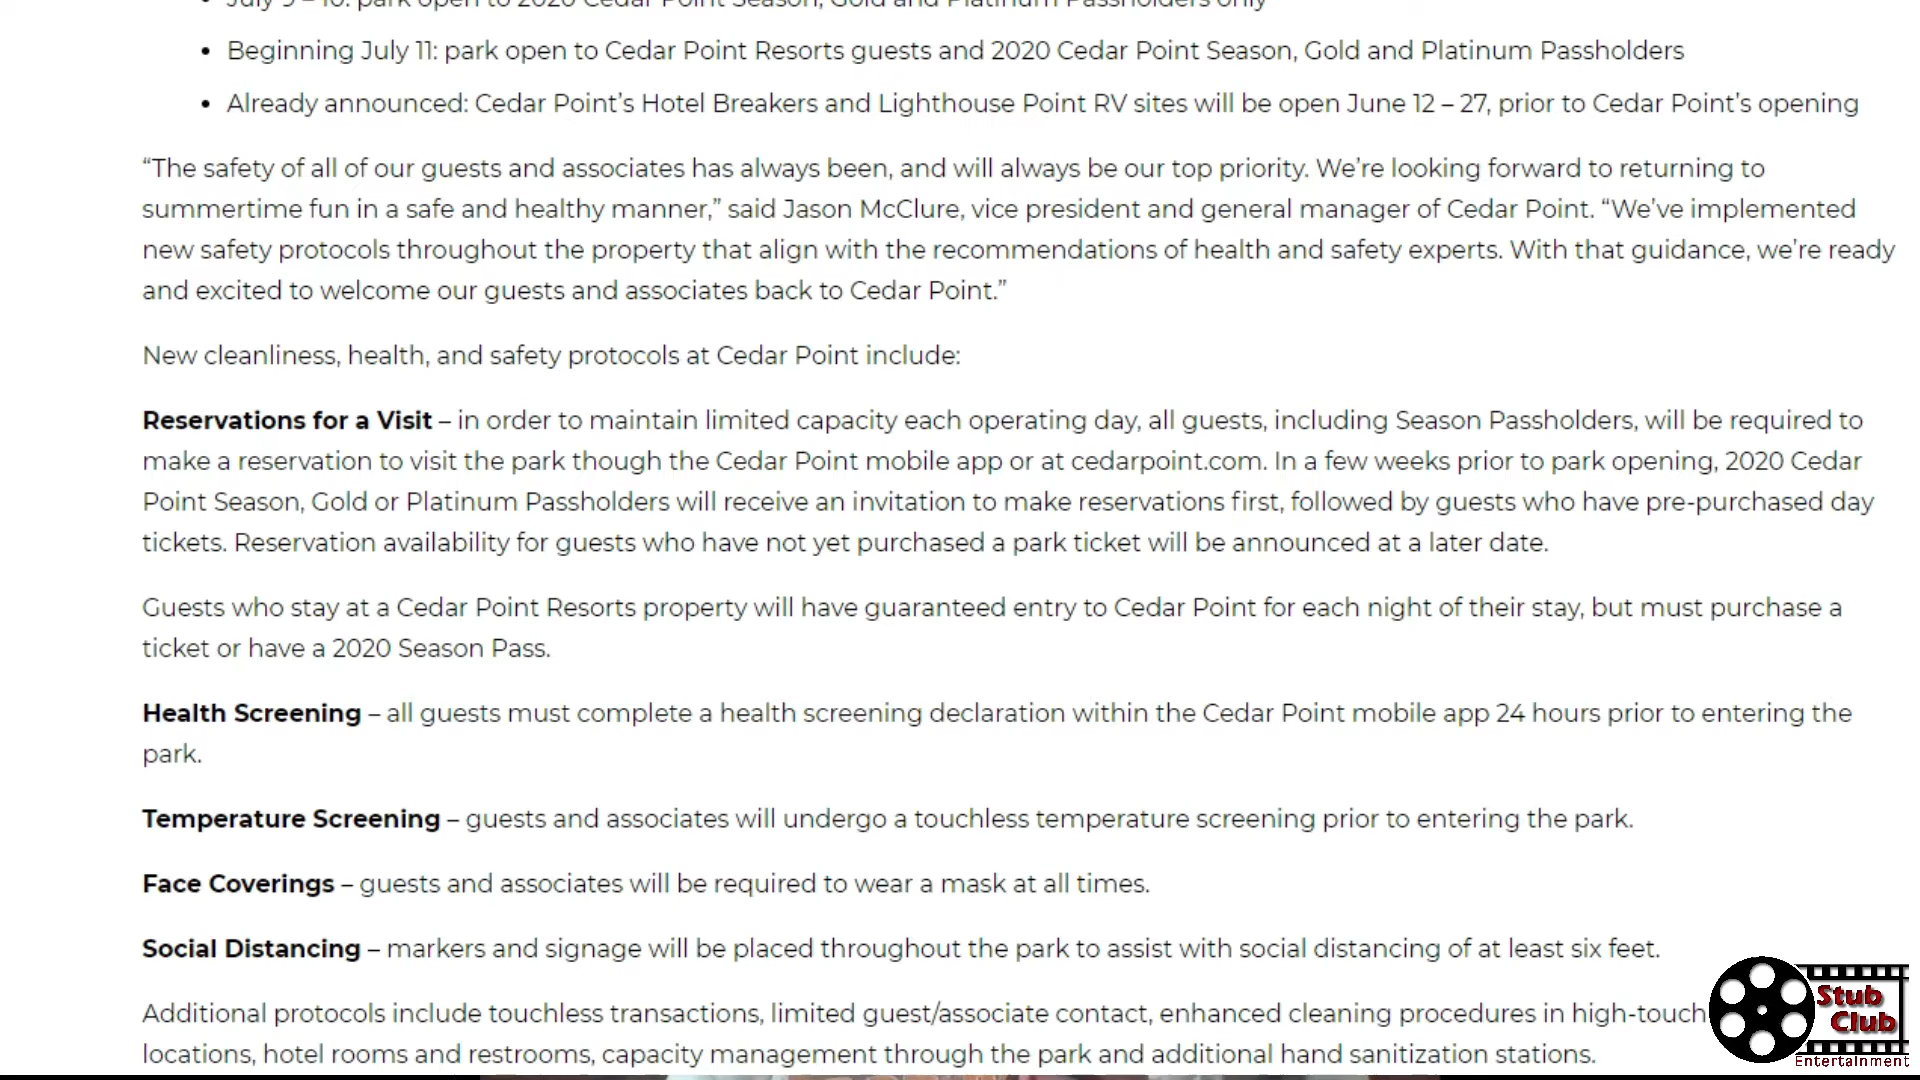 July 9 – 10: park open to 2020 Cedar Point Season, Gold and Platinum Passholders only
• Beginning July 11: park open to Cedar Point Resorts guests and 2020 Cedar Point Season, Gold and Platinum Passholders
• Already announced: Cedar Point’s Hotel Breakers and Lighthouse Point RV sites will be open June 12 – 27, prior to Cedar Point’s opening
“The safety of all of our guests and associates has always been, and will always be our top priority. We’re looking forward to returning to
summertime fun in a safe and healthy manner,” said Jason McClure, vice president and general manager of Cedar Point. “We’ve implemented
new safety protocols throughout the property that align with the recommendations of health and safety experts. With that guidance, we’re ready
and excited to welcome our guests and associates back to Cedar Point.”
New cleanliness, health, and safety protocols at Cedar Point include:
Reservations for a Visit – in order to maintain limited capacity each operating day, all guests, including Season Passholders, will be required to
make a reservation to visit the park though the Cedar Point mobile app or at cedarpoint.com. In a few weeks prior to park opening, 2020 Cedar
Point Season, Gold or Platinum Passholders will receive an invitation to make reservations first, followed by guests who have pre-purchased day
tickets. Reservation availability for guests who have not yet purchased a park ticket will be announced at a later date.
Guests who stay at a Cedar Point Resorts property will have guaranteed entry to Cedar Point for each night of their stay, but must purchase a
ticket or have a 2020 Season Pass.
Health Screening – all guests must complete a health screening declaration within the Cedar Point mobile app 24 hours prior to entering the
park.
Temperature Screening – guests and associates will undergo a touchless temperature screening prior to entering the park.
Face Coverings – guests and associates will be required to wear a mask at all times.
Social Distancing – markers and signage will be placed throughout the park to assist with social distancing of at least six feet.
Additional protocols include touchless transactions, limited guest/associate contact, enhanced cleaning procedures in high-touch
locations, hotel rooms and restrooms, capacity management through the park and additional hand sanitization stations.
Stub
Club
Entertainment